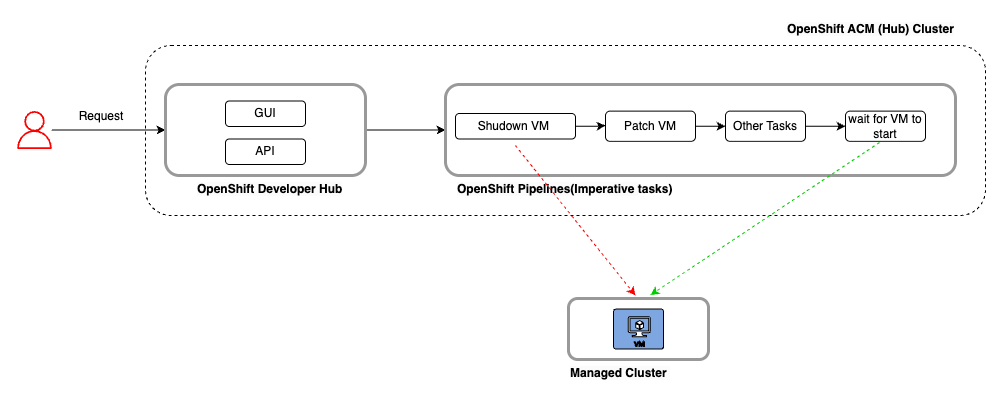 OpenShift ACM (Hub) Cluster
Request
GUI
API
OpenShift Developer Hub
Shudown VM
Patch VM
Other Tasks
wait for VM to
start
OpenShift Pipelines(Imperative tasks)
VM
Managed Cluster